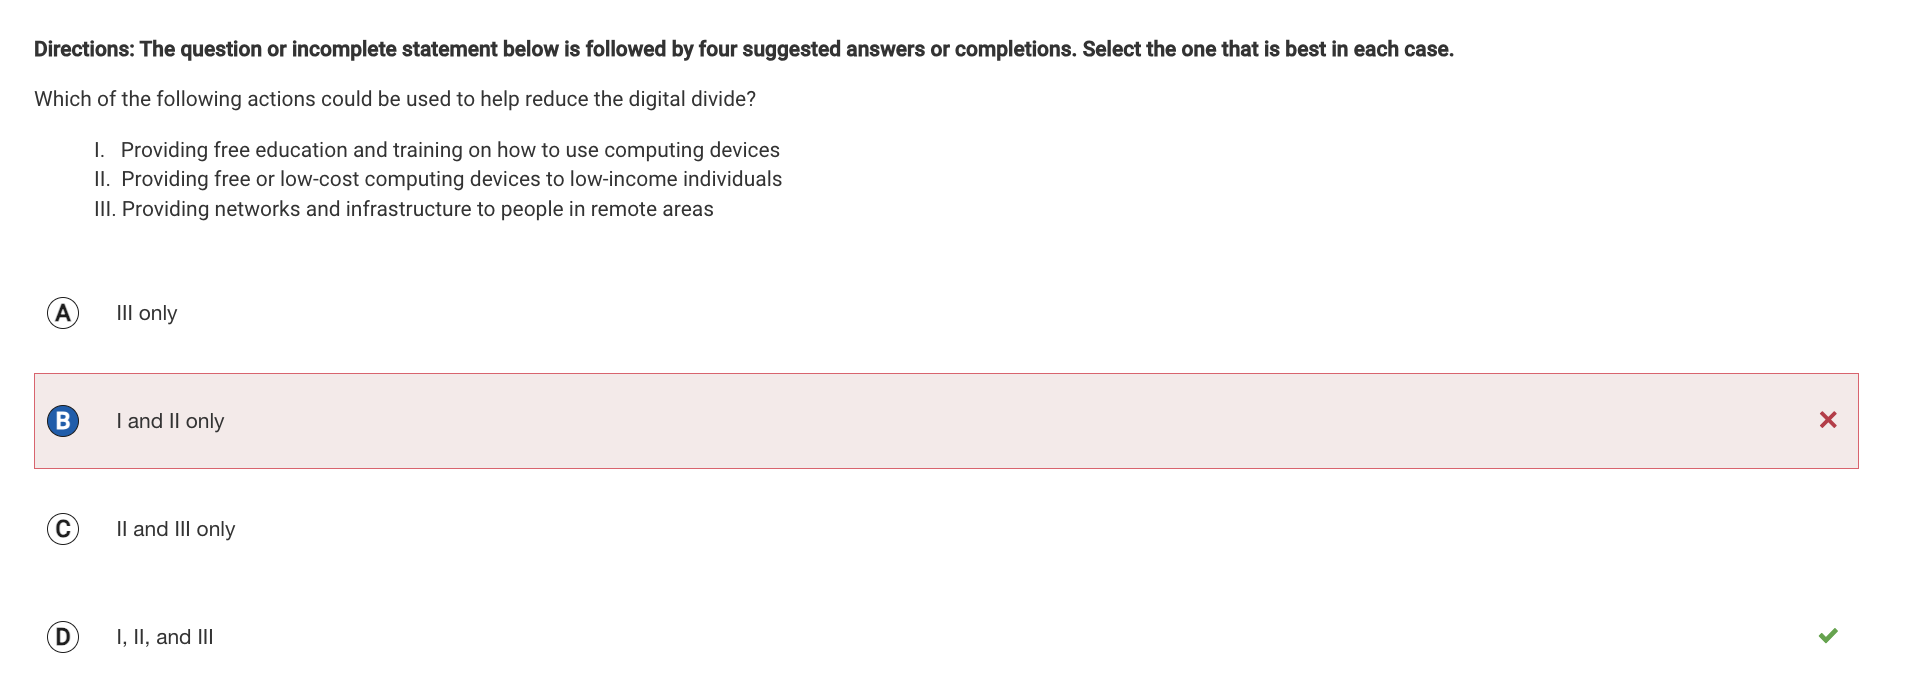 Directions: The question or incomplete statement below is followed by four suggested answers or completions. Select the one that is best in each case.
Which of the following actions could be used to help reduce the digital divide?
I. Providing free education and training on how to use computing devices
II. Providing free or low-cost computing devices to low-income individuals
III. Providing networks and infrastructure to people in remote areas
A III only
B I and II only
C II and III only
D I, II, and III